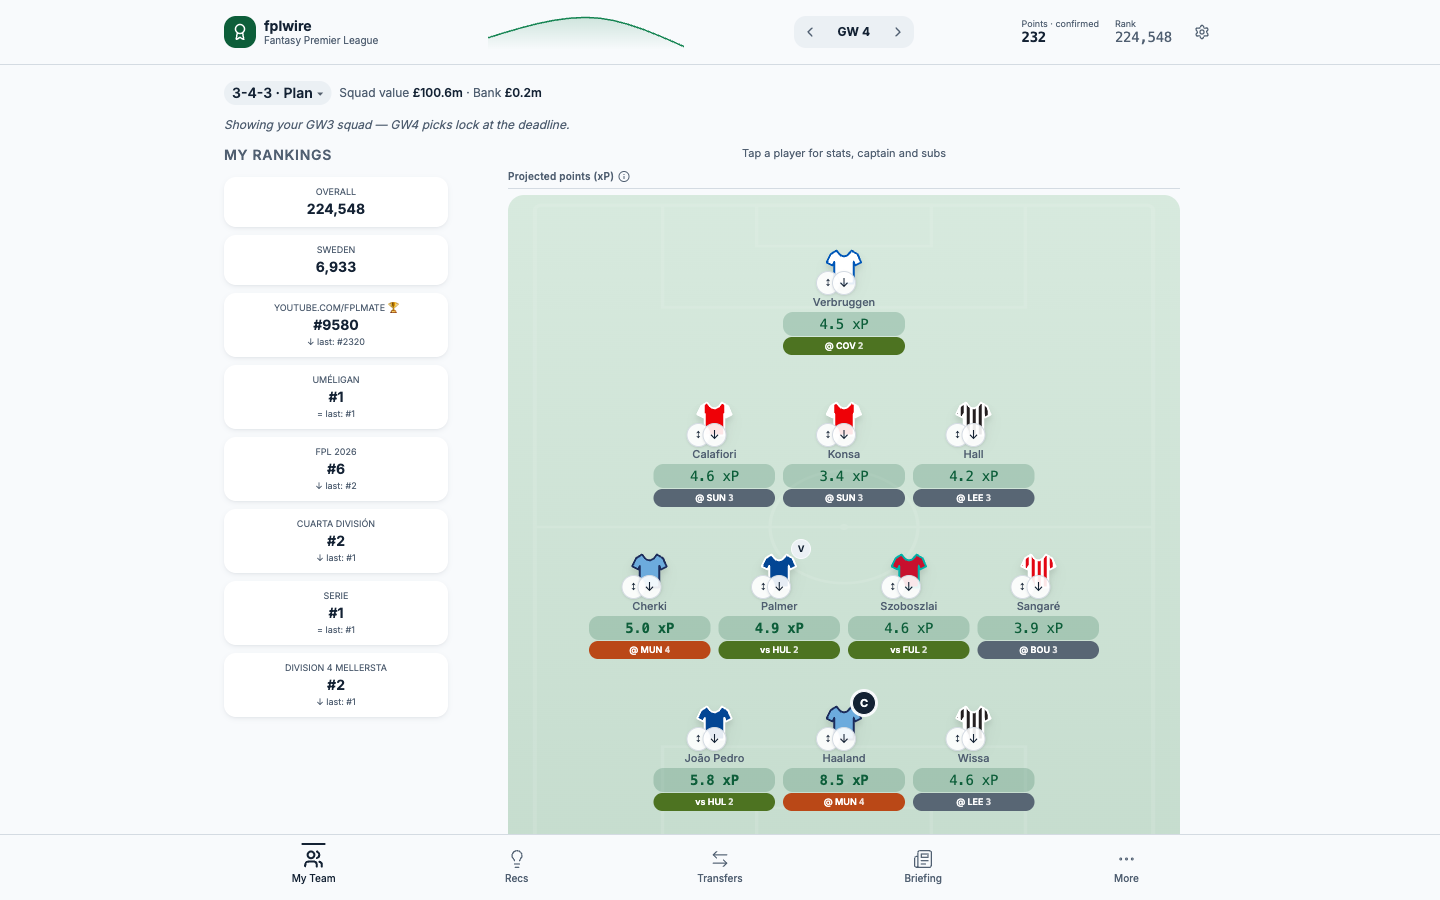 fplwire
Fantasy Premier League
GW 4
Points · confirmed
232
Rank
224,548
3-4-3 · Plan
Squad value £100.6m · Bank £0.2m
Showing your GW3 squad — GW4 picks lock at the deadline.
MY RANKINGS
OVERALL
224,548
SWEDEN
6,933
YOUTUBE.COM/FPLMATE 🏆
#9580
↓ last: #2320
UMÉLIGAN
#1
= last: #1
FPL 2026
#6
↓ last: #2
CUARTA DIVISIÓN
#2
↓ last: #1
SERIE
#1
= last: #1
DIVISION 4 MELLERSTA
#2
↓ last: #1
Tap a player for stats, captain and subs
Projected points (xP)
Verbruggen
4.5 xP
@ COV 2
Calafiori Konsa Hall
4.6 xP 3.4 xP 4.2 xP
@ SUN 3 @ SUN 3 @ LEE 3
V
Cherki Palmer Szoboszlai Sangaré
5.0 xP 4.9 xP 4.6 xP 3.9 xP
@ MUN 4 vs HUL 2 vs FUL 2 @ BOU 3
C
João Pedro Haaland Wissa
5.8 xP 8.5 xP 4.6 xP
vs HUL 2 @ MUN 4 @ LEE 3
My Team Recs Transfers Briefing More